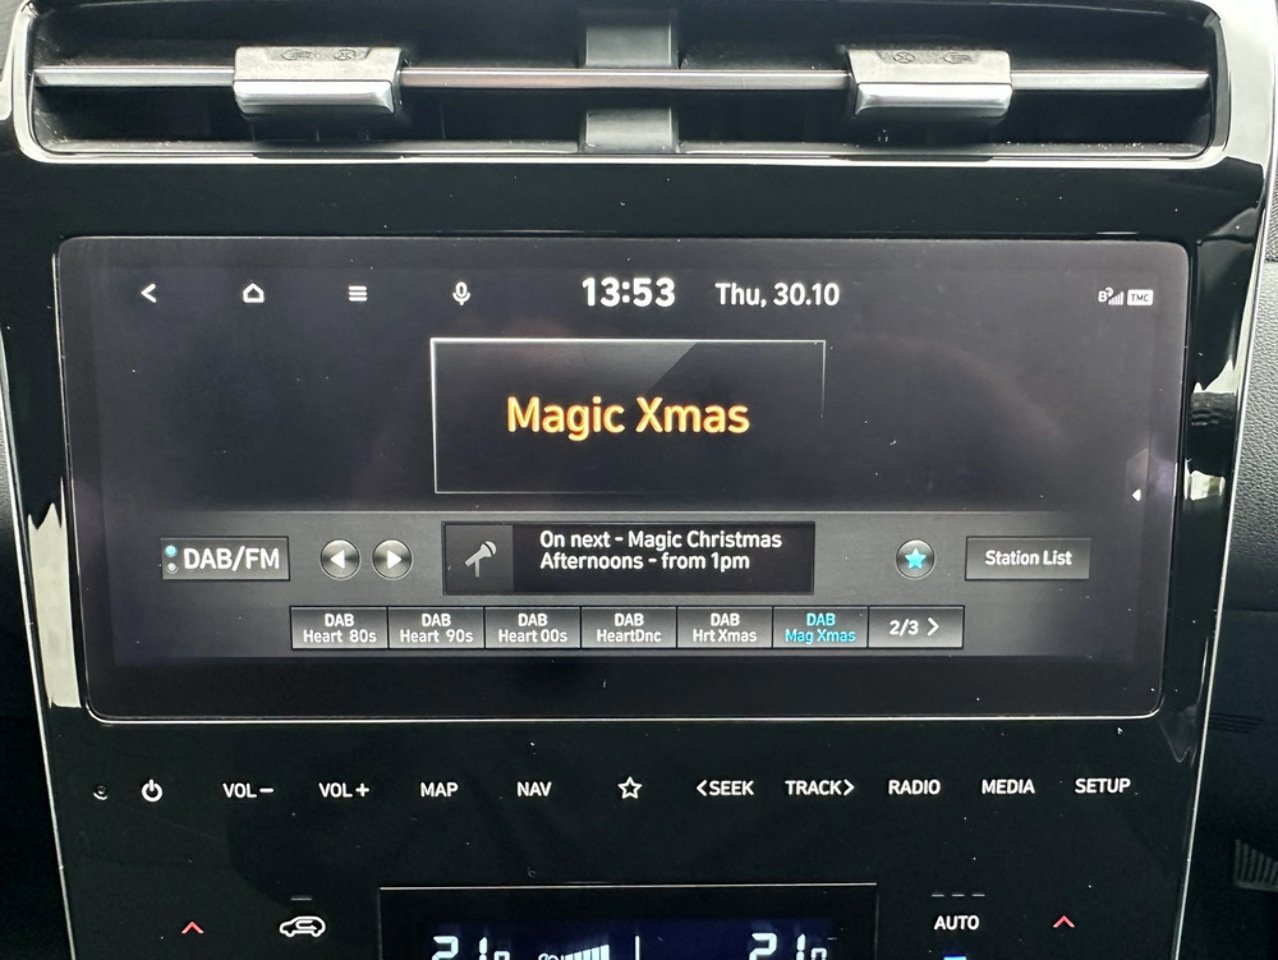 13:53 Thu, 30.10 TMC
Magic Xmas
DAB/FM
On next - Magic Christmas
Afternoons - from 1pm
Station List
DAB
Heart 80s
DAB
Heart 90s
DAB
Heart 00s
DAB
HeartDnc
DAB
Hrt Xmas
DAB
Mag Xmas
2/3 >
VOL− VOL+ MAP NAV <SEEK TRACK> RADIO MEDIA SETUP
AUTO